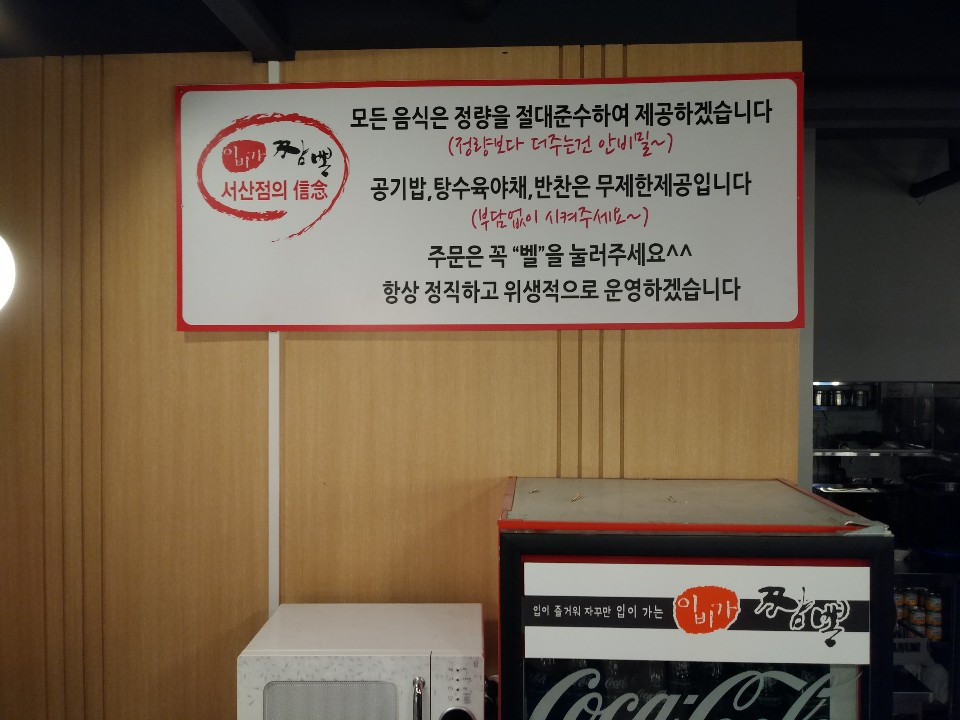 이비가 짬뽕
서산점의 信念
모든 음식은 정량을 절대준수하여 제공하겠습니다
(정량보다 더주는건 안비밀~)
공기밥,탕수육야채,반찬은 무제한제공입니다
(부담없이 시켜주세요~)
주문은 꼭 “벨”을 눌러주세요^^
항상 정직하고 위생적으로 운영하겠습니다
입이 즐거워 자꾸만 입이 가는 이비가 짬뽕
Coca-Cola